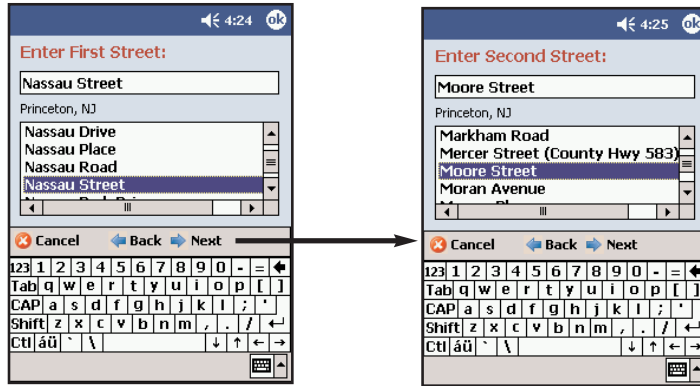 4:24 ok
Enter First Street:
Nassau Street
Princeton, NJ
Nassau Drive
Nassau Place
Nassau Road
Nassau Street
Cancel Back Next
123 1 2 3 4 5 6 7 8 9 0 - =
Tab q w e r t y u i o p [ ]
CAP a s d f g h j k l ; '
Shift z x c v b n m , . /
Ctl áü ` \
4:25 ok
Enter Second Street:
Moore Street
Princeton, NJ
Markham Road
Mercer Street (County Hwy 583)
Moore Street
Moran Avenue
Cancel Back Next
123 1 2 3 4 5 6 7 8 9 0 - =
Tab q w e r t y u i o p [ ]
CAP a s d f g h j k l ; '
Shift z x c v b n m , . /
Ctl áü ` \